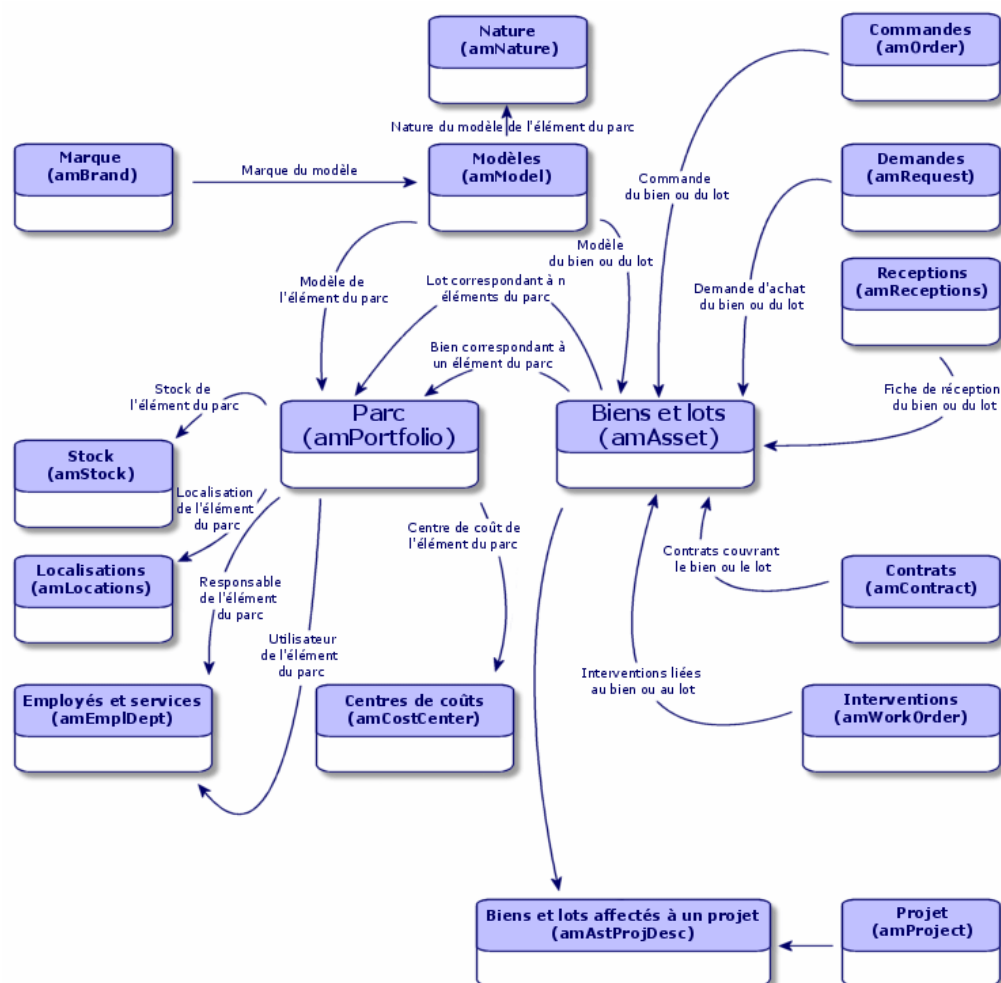 Nature
(amNature)
Commandes
(amOrder)
Nature du modèle de l'élément du parc
Marque
(amBrand)
Marque du modèle
Modèles
(amModel)
Commande
du bien ou du lot
Demandes
(amRequest)
Modèle
du bien ou du lot
Modèle de
l'élément du parc
Lot correspondant à n
éléments du parc
Demande d'achat
du bien ou du lot
Receptions
(amReceptions)
Bien correspondant à
un élément du parc
Stock de
l'élément du parc
Fiche de réception
du bien ou du lot
Parc
(amPortfolio)
Biens et lots
(amAsset)
Stock
(amStock)
Localisation
de l'élément
du parc
Centre de coût de
l'élément du parc
Contrats couvrant
le bien ou le lot
Localisations
(amLocations)
Contrats
(amContract)
Responsable
de l'élément
du parc
Utilisateur
de l'élément
du parc
Interventions liées
au bien ou au lot
Employés et services
(amEmplDept)
Centres de coûts
(amCostCenter)
Interventions
(amWorkOrder)
Biens et lots affectés à un projet
(amAstProjDesc)
Projet
(amProject)